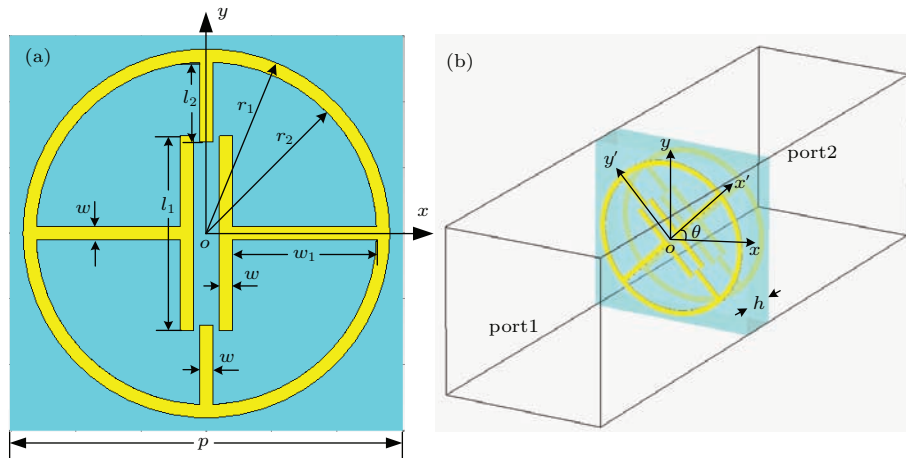 (a)
y
l2
r1
r2
l1
w
x
o
w1
w
w
p
(b)
port2
y
y′
x′
θ
o
x
h
port1